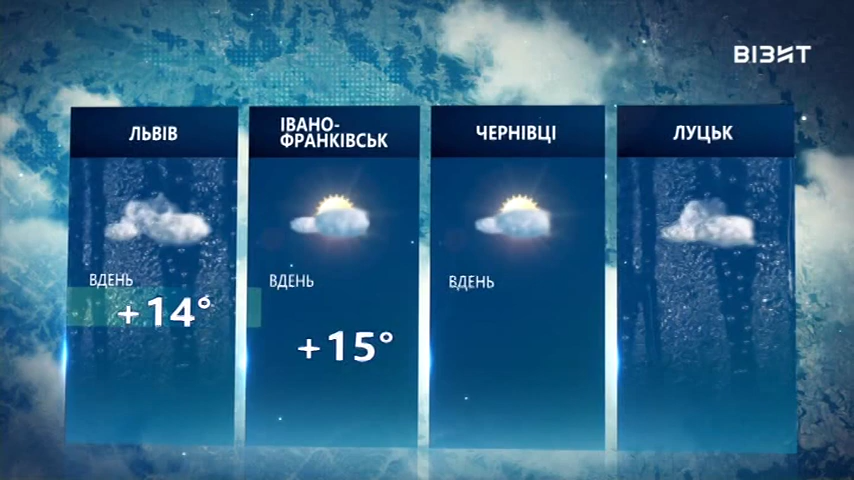 ВІЗИТ
ЛЬВІВ
ІВАНО-
ФРАНКІВСЬК
ЧЕРНІВЦІ
ЛУЦЬК
ВДЕНЬ
ВДЕНЬ
ВДЕНЬ
+14°
+15°